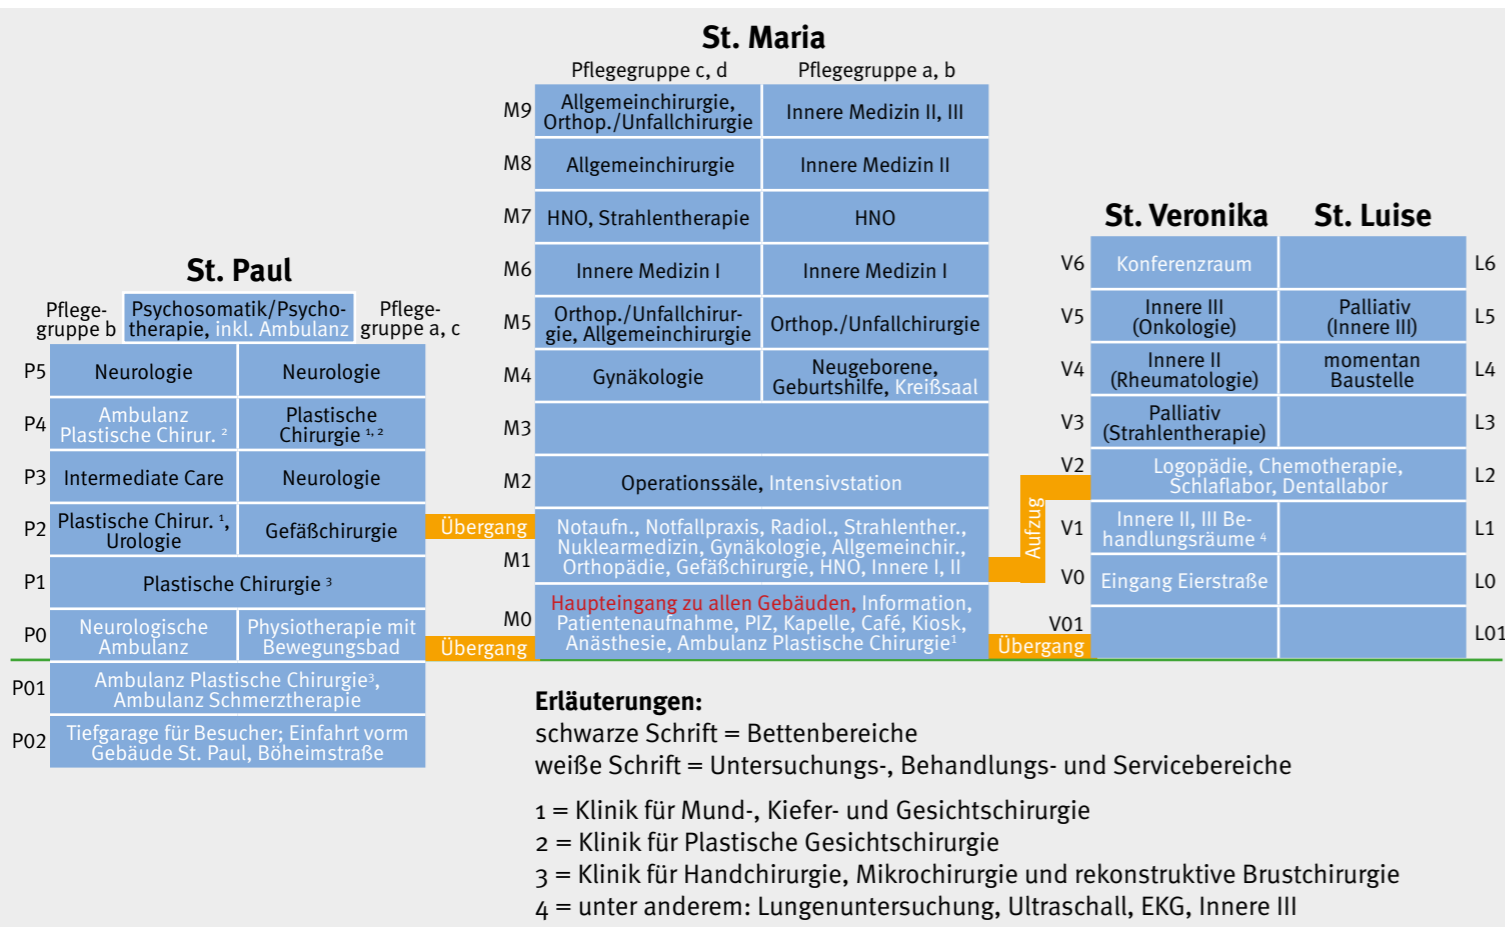 St. Maria
Pflegegruppe c, d
Pflegegruppe a, b
M9
Allgemeinchirurgie,
Orthop./Unfallchirurgie
Innere Medizin II, III
M8
Allgemeinchirurgie
Innere Medizin II
M7
HNO, Strahlentherapie
HNO
M6
Innere Medizin I
Innere Medizin I
M5
Orthop./Unfallchirur-
gie, Allgemeinchirurgie
Orthop./Unfallchirurgie
M4
Gynäkologie
Neugeborene,
Geburtshilfe, Kreißsaal
M3
M2
Operationssäle, Intensivstation
M1
Notaufn., Notfallpraxis, Radiol., Strahlenther.,
Nuklearmedizin, Gynäkologie, Allgemeinchir.,
Orthopädie, Gefäßchirurgie, HNO, Innere I, II
M0
Haupteingang zu allen Gebäuden, Information,
Patientenaufnahme, PIZ, Kapelle, Café, Kiosk,
Anästhesie, Ambulanz Plastische Chirurgie¹
St. Paul
Pflege-
gruppe b
Psychosomatik/Psycho-
therapie, inkl. Ambulanz
Pflege-
gruppe a, c
P5
Neurologie
Neurologie
P4
Ambulanz
Plastische Chirur. ²
Plastische
Chirurgie ¹, ²
P3
Intermediate Care
Neurologie
P2
Plastische Chirur. ¹,
Urologie
Gefäßchirurgie
Übergang
P1
Plastische Chirurgie ³
P0
Neurologische
Ambulanz
Physiotherapie mit
Bewegungsbad
Übergang
P01
Ambulanz Plastische Chirurgie³,
Ambulanz Schmerztherapie
P02
Tiefgarage für Besucher; Einfahrt vorm
Gebäude St. Paul, Böheimstraße
St. Veronika
St. Luise
V6
Konferenzraum
L6
V5
Innere III
(Onkologie)
Palliativ
(Innere III)
L5
V4
Innere II
(Rheumatologie)
momentan
Baustelle
L4
V3
Palliativ
(Strahlentherapie)
L3
V2
Logopädie, Chemotherapie,
Schlaflabor, Dentallabor
L2
Aufzug
V1
Innere II, III Be-
handlungsräume ⁴
L1
V0
Eingang Eierstraße
L0
V01
L01
Übergang
Erläuterungen:
schwarze Schrift = Bettenbereiche
weiße Schrift = Untersuchungs-, Behandlungs- und Servicebereiche
1 = Klinik für Mund-, Kiefer- und Gesichtschirurgie
2 = Klinik für Plastische Gesichtschirurgie
3 = Klinik für Handchirurgie, Mikrochirurgie und rekonstruktive Brustchirurgie
4 = unter anderem: Lungenuntersuchung, Ultraschall, EKG, Innere III